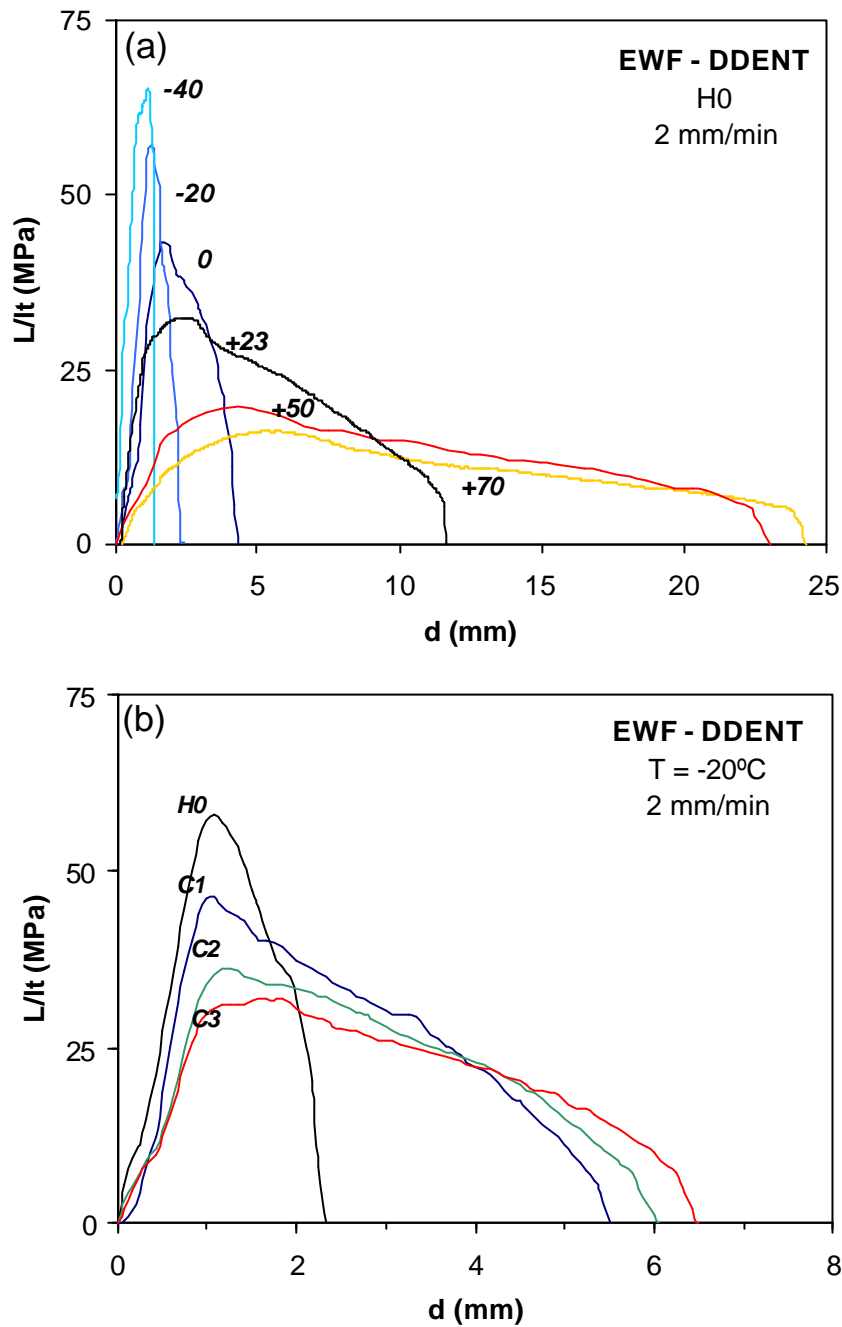 75
(a)
EWF - DDENT
H0
2 mm/min
-40
-20
0
+23
+50
+70
50
25
0
L/lt (MPa)
0 5 10 15 20 25
d (mm)
75
(b)
EWF - DDENT
T = -20ºC
2 mm/min
H0
C1
C2
C3
50
25
0
L/lt (MPa)
0 2 4 6 8
d (mm)